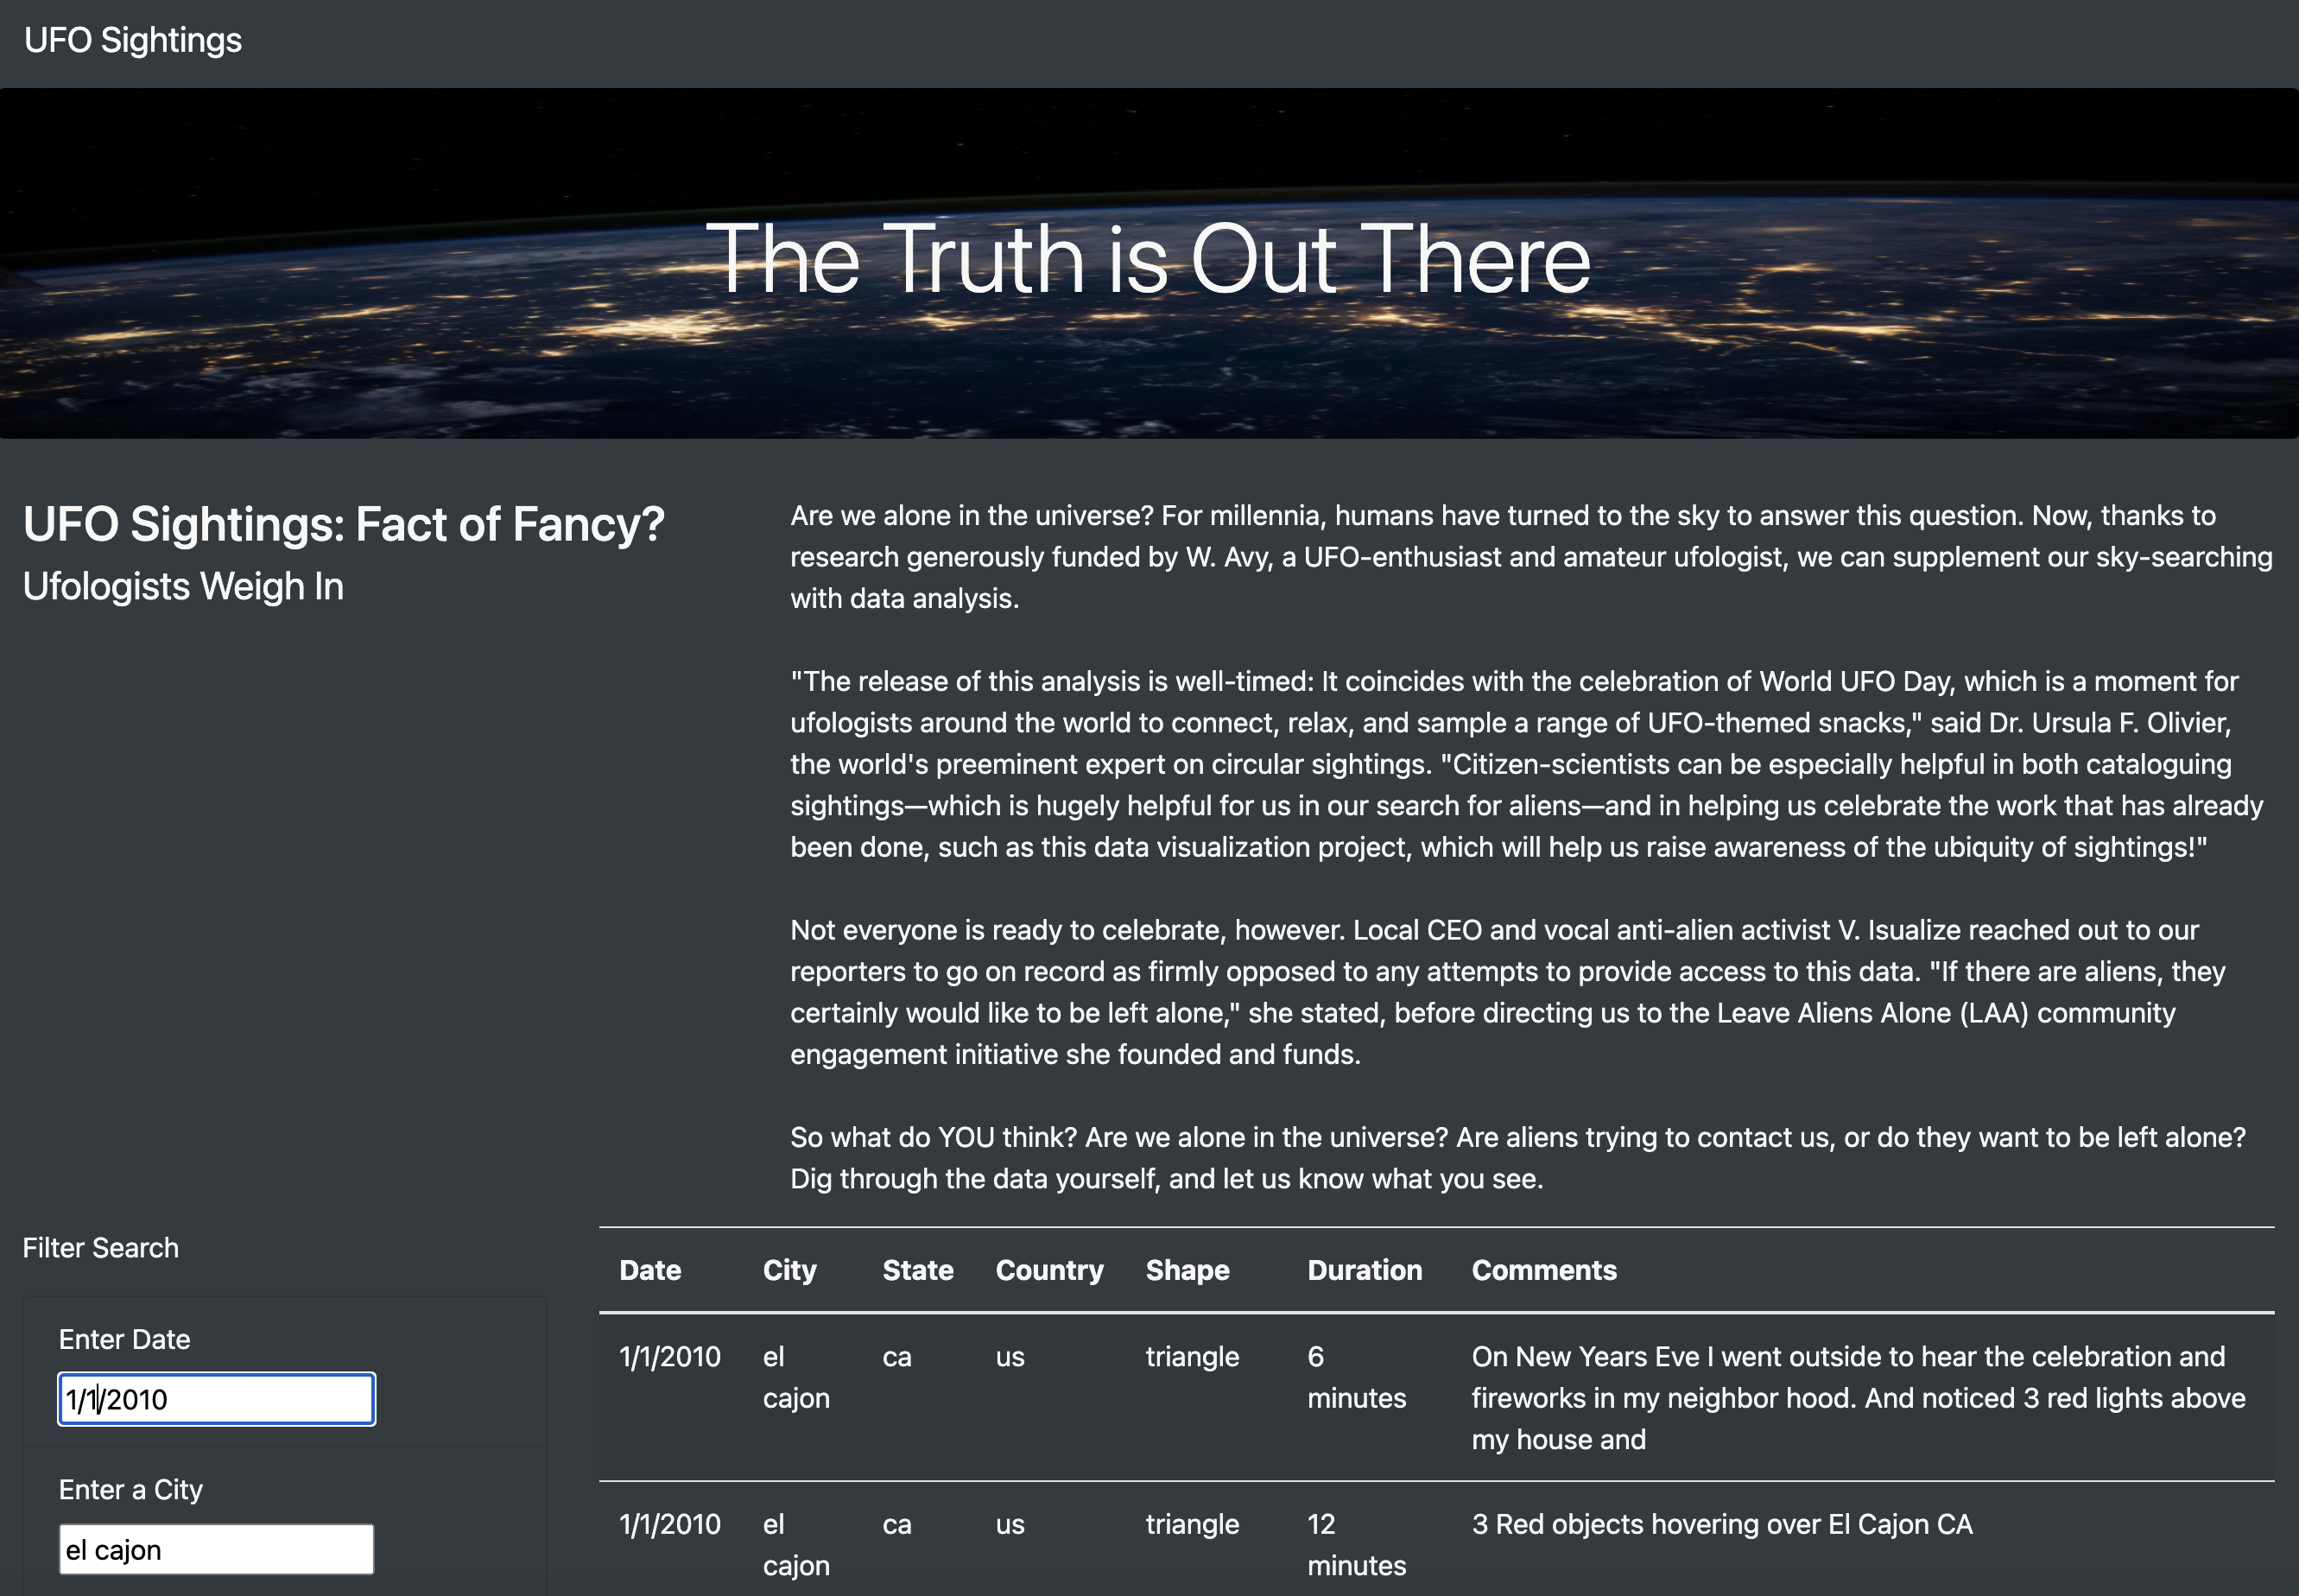 UFO Sightings
The Truth is Out There
UFO Sightings: Fact of Fancy?
Ufologists Weigh In
Are we alone in the universe? For millennia, humans have turned to the sky to answer this question. Now, thanks to
research generously funded by W. Avy, a UFO-enthusiast and amateur ufologist, we can supplement our sky-searching
with data analysis.
"The release of this analysis is well-timed: It coincides with the celebration of World UFO Day, which is a moment for
ufologists around the world to connect, relax, and sample a range of UFO-themed snacks," said Dr. Ursula F. Olivier,
the world's preeminent expert on circular sightings. "Citizen-scientists can be especially helpful in both cataloguing
sightings—which is hugely helpful for us in our search for aliens—and in helping us celebrate the work that has already
been done, such as this data visualization project, which will help us raise awareness of the ubiquity of sightings!"
Not everyone is ready to celebrate, however. Local CEO and vocal anti-alien activist V. Isualize reached out to our
reporters to go on record as firmly opposed to any attempts to provide access to this data. "If there are aliens, they
certainly would like to be left alone," she stated, before directing us to the Leave Aliens Alone (LAA) community
engagement initiative she founded and funds.
So what do YOU think? Are we alone in the universe? Are aliens trying to contact us, or do they want to be left alone?
Dig through the data yourself, and let us know what you see.
Filter Search
Enter Date
1/1/2010
Enter a City
el cajon
Date City State Country Shape Duration Comments
1/1/2010 el ca us triangle 6 On New Years Eve I went outside to hear the celebration and
cajon minutes fireworks in my neighbor hood. And noticed 3 red lights above
my house and
1/1/2010 el ca us triangle 12 3 Red objects hovering over El Cajon CA
cajon minutes